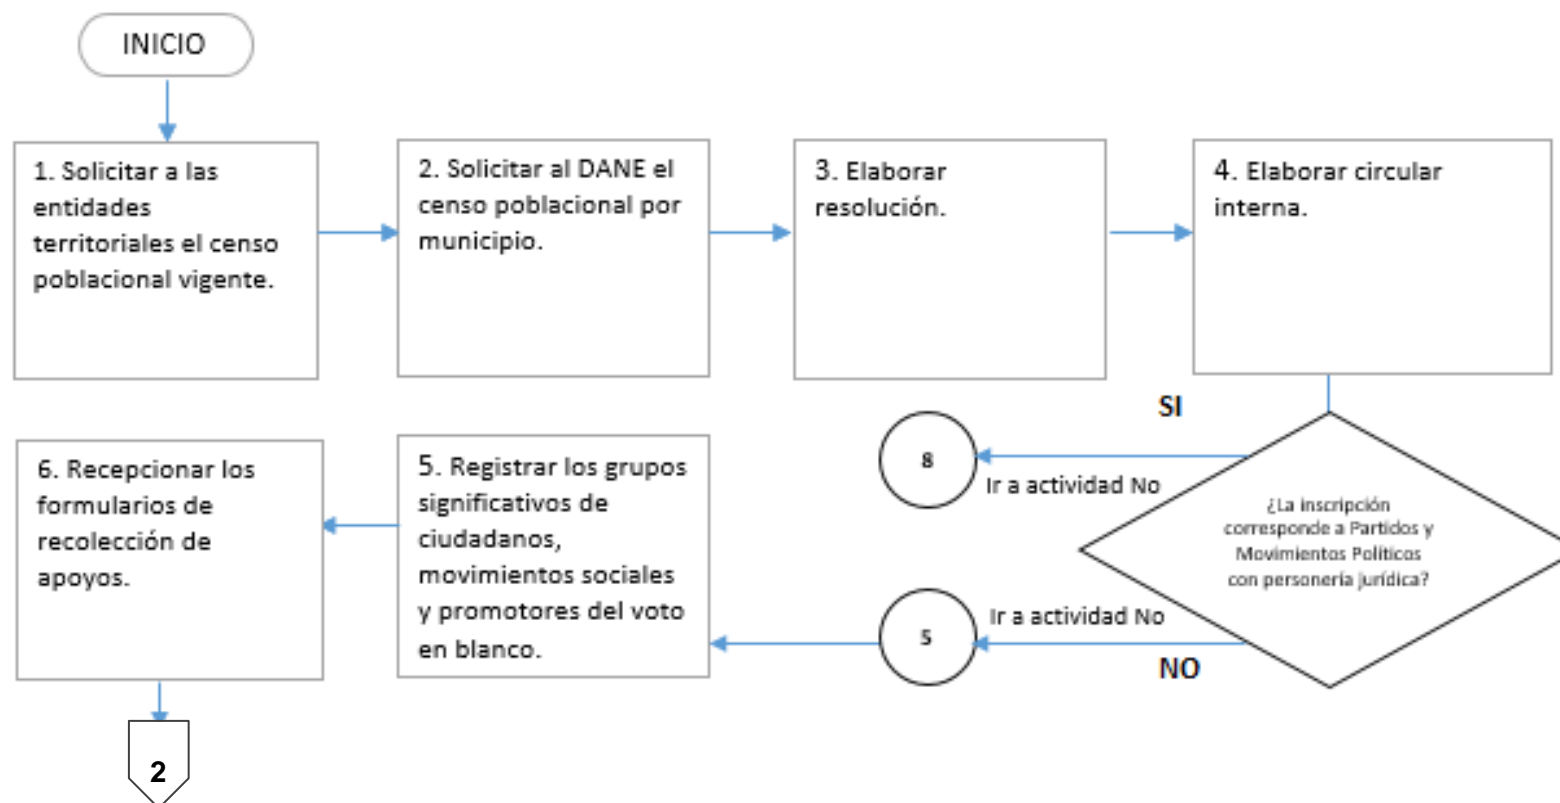 INICIO
1. Solicitar a las
entidades
territoriales el censo
poblacional vigente.
2. Solicitar al DANE el
censo poblacional por
municipio.
3. Elaborar
resolución.
4. Elaborar circular
interna.
SI
8
Ir a actividad No
¿La inscripción
corresponde a Partidos y
Movimientos Políticos
con personería jurídica?
Ir a actividad No
5
NO
5. Registrar los grupos
significativos de
ciudadanos,
movimientos sociales
y promotores del voto
en blanco.
6. Recepcionar los
formularios de
recolección de
apoyos.
2